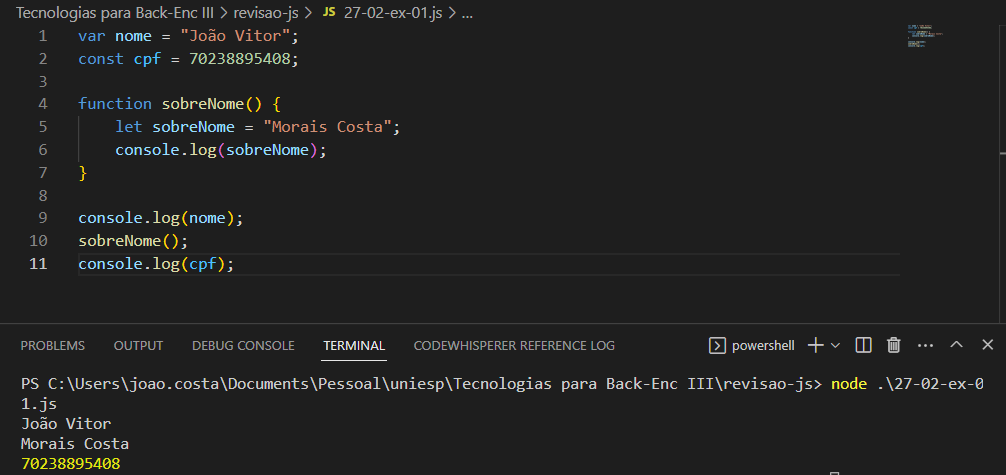 Tecnologias para Back-Enc III > revisao-js > JS 27-02-ex-01.js > ...
1 var nome = "João Vitor";
2 const cpf = 70238895408;
3
4 function sobreNome() {
5 let sobreNome = "Morais Costa";
6 console.log(sobreNome);
7 }
8
9 console.log(nome);
10 sobreNome();
11 console.log(cpf);
PROBLEMS OUTPUT DEBUG CONSOLE TERMINAL CODEWHISPERER REFERENCE LOG powershell
PS C:\Users\joao.costa\Documents\Pessoal\uniesp\Tecnologias para Back-Enc III\revisao-js> node .\27-02-ex-0
1.js
João Vitor
Morais Costa
70238895408